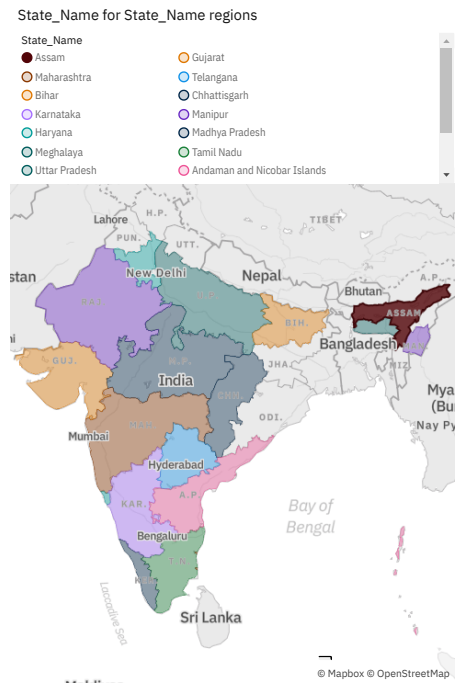 State_Name for State_Name regions
State_Name
Assam
Gujarat
Maharashtra
Telangana
Bihar
Chhattisgarh
Karnataka
Manipur
Haryana
Madhya Pradesh
Meghalaya
Tamil Nadu
Uttar Pradesh
Andaman and Nicobar Islands
H.P.
Lahore
TIBET
PUN.
UTT.
stan
New Delhi
Nepal
A.P.
Bhutan
RAJ.
U.P.
ASSAM
BIH.
Bangladesh
GUJ.
M.P.
JHA.
MIZ.
India
CHH.
Mya
(Bu
ODI.
Nay Py
MAH.
Mumbai
Hyderabad
A.P.
KAR.
Bay of
Bengal
Bengaluru
T.N.
Laccadive Sea
Sri Lanka
© Mapbox © OpenStreetMap